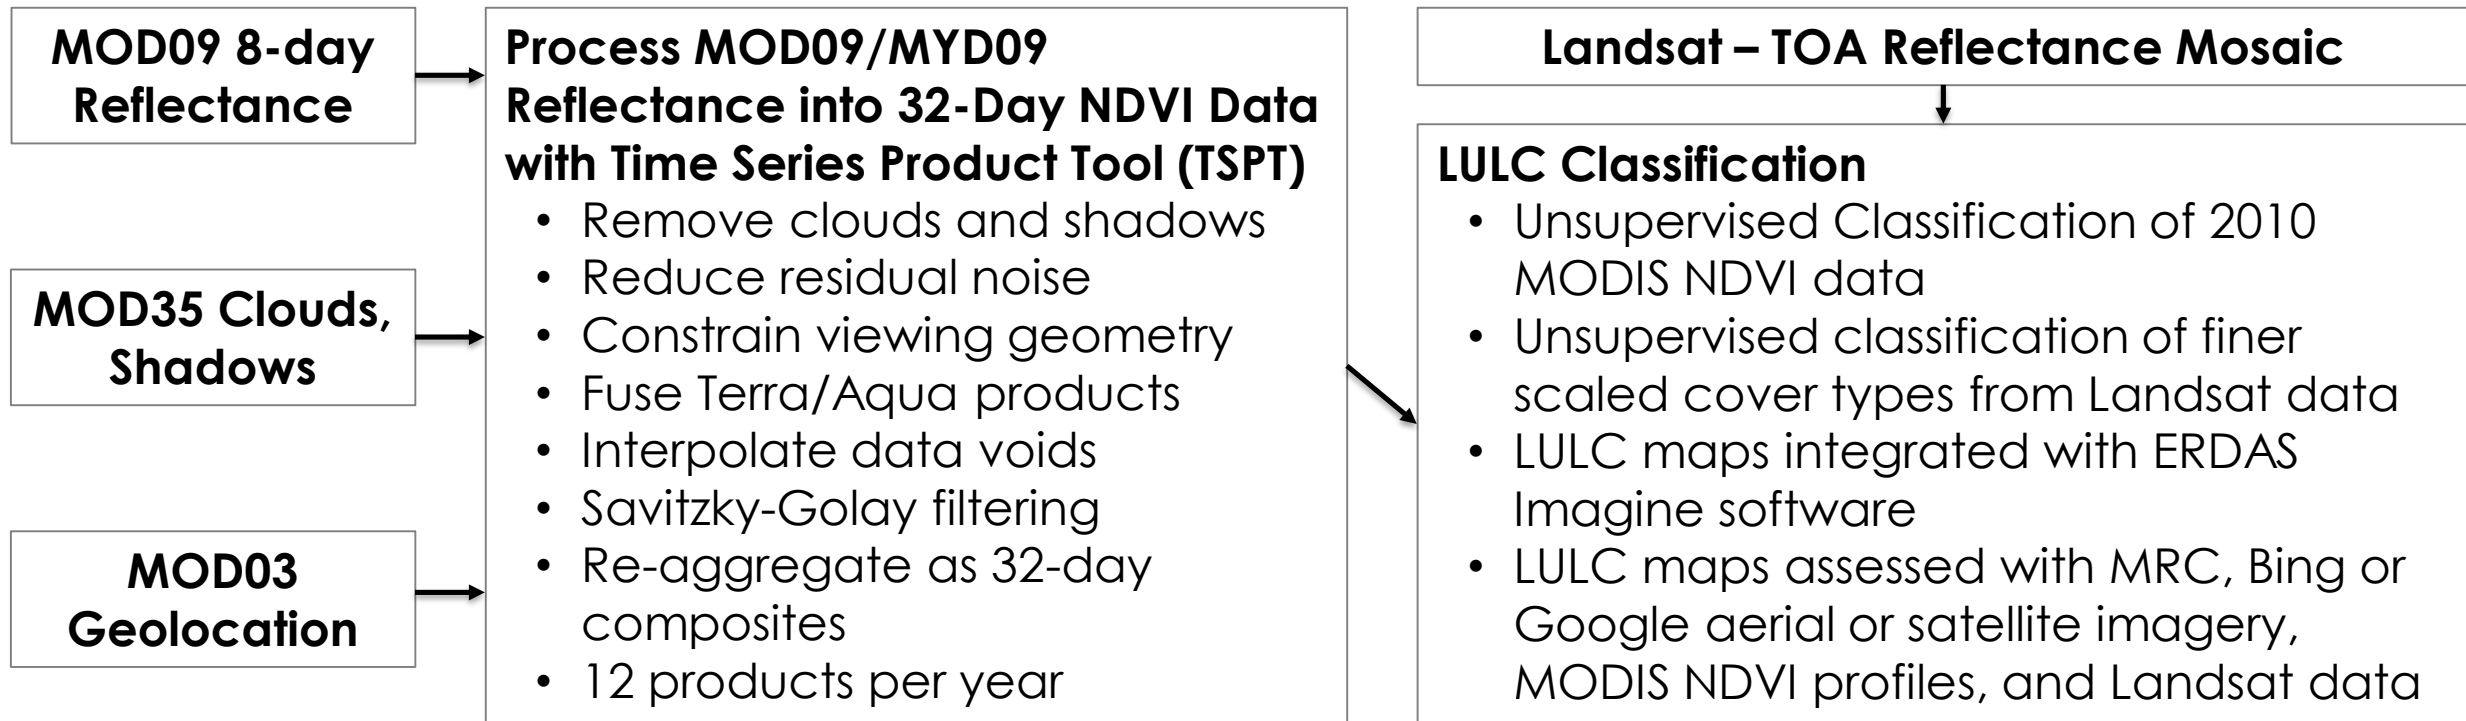 MOD09 8-day
Reflectance
MOD35 Clouds,
Shadows
MOD03
Geolocation
Process MOD09/MYD09
Reflectance into 32-Day NDVI Data
with Time Series Product Tool (TSPT)
• Remove clouds and shadows
• Reduce residual noise
• Constrain viewing geometry
• Fuse Terra/Aqua products
• Interpolate data voids
• Savitzky-Golay filtering
• Re-aggregate as 32-day
composites
• 12 products per year
Landsat – TOA Reflectance Mosaic
LULC Classification
• Unsupervised Classification of 2010
MODIS NDVI data
• Unsupervised classification of finer
scaled cover types from Landsat data
• LULC maps integrated with ERDAS
Imagine software
• LULC maps assessed with MRC, Bing or
Google aerial or satellite imagery,
MODIS NDVI profiles, and Landsat data